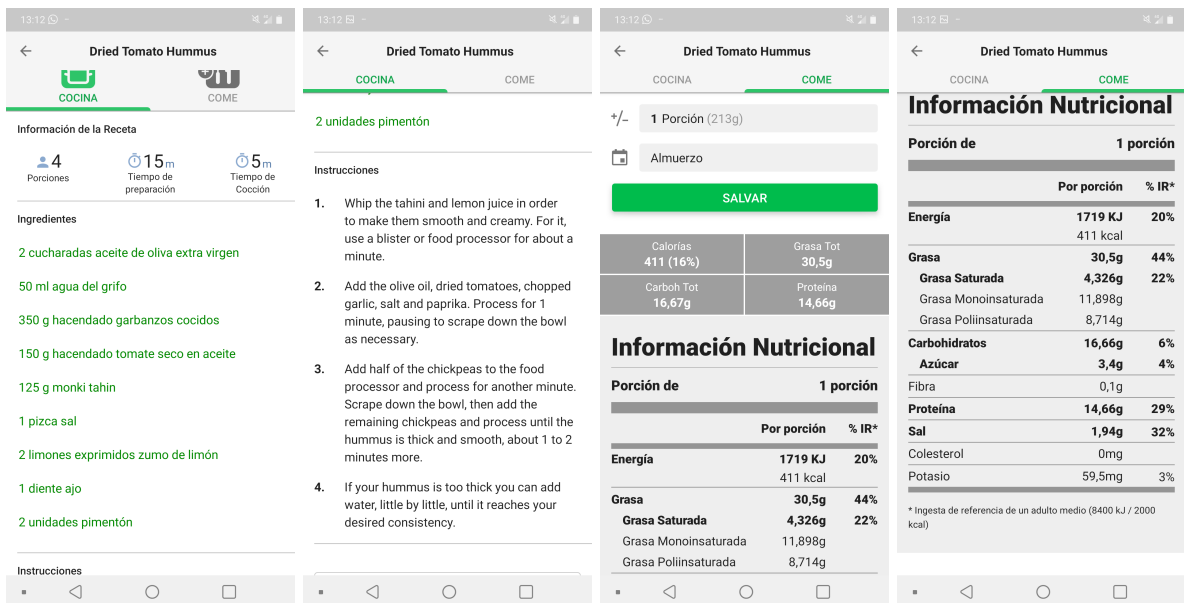 13:12
Dried Tomato Hummus
COCINA
COME
Información de la Receta
4
Porciones
15m
Tiempo de
preparación
5m
Tiempo de
Cocción
Ingredientes
2 cucharadas aceite de oliva extra virgen
50 ml agua del grifo
350 g hacendado garbanzos cocidos
150 g hacendado tomate seco en aceite
125 g monki tahin
1 pizca sal
2 limones exprimidos zumo de limón
1 diente ajo
2 unidades pimentón
Instrucciones
13:12
Dried Tomato Hummus
COCINA
COME
2 unidades pimentón
Instrucciones
1. Whip the tahini and lemon juice in order
to make them smooth and creamy. For it,
use a blister or food processor for about a
minute.
2. Add the olive oil, dried tomatoes, chopped
garlic, salt and paprika. Process for 1
minute, pausing to scrape down the bowl
as necessary.
3. Add half of the chickpeas to the food
processor and process for another minute.
Scrape down the bowl, then add the
remaining chickpeas and process until the
hummus is thick and smooth, about 1 to 2
minutes more.
4. If your hummus is too thick you can add
water, little by little, until it reaches your
desired consistency.
13:12
Dried Tomato Hummus
COCINA
COME
+/- 1 Porción (213g)
Almuerzo
SALVAR
Calorías
411 (16%)
Grasa Tot
30,5g
Carboh Tot
16,67g
Proteína
14,66g
Información Nutricional
Porción de 1 porción
Por porción % IR*
Energía 1719 KJ 20%
411 kcal
Grasa 30,5g 44%
Grasa Saturada 4,326g 22%
Grasa Monoinsaturada 11,898g
Grasa Poliinsaturada 8,714g
13:12
Dried Tomato Hummus
COCINA
COME
Información Nutricional
Porción de 1 porción
Por porción % IR*
Energía 1719 KJ 20%
411 kcal
Grasa 30,5g 44%
Grasa Saturada 4,326g 22%
Grasa Monoinsaturada 11,898g
Grasa Poliinsaturada 8,714g
Carbohidratos 16,66g 6%
Azúcar 3,4g 4%
Fibra 0,1g
Proteína 14,66g 29%
Sal 1,94g 32%
Colesterol 0mg
Potasio 59,5mg 3%
* Ingesta de referencia de un adulto medio (8400 kJ / 2000
kcal)